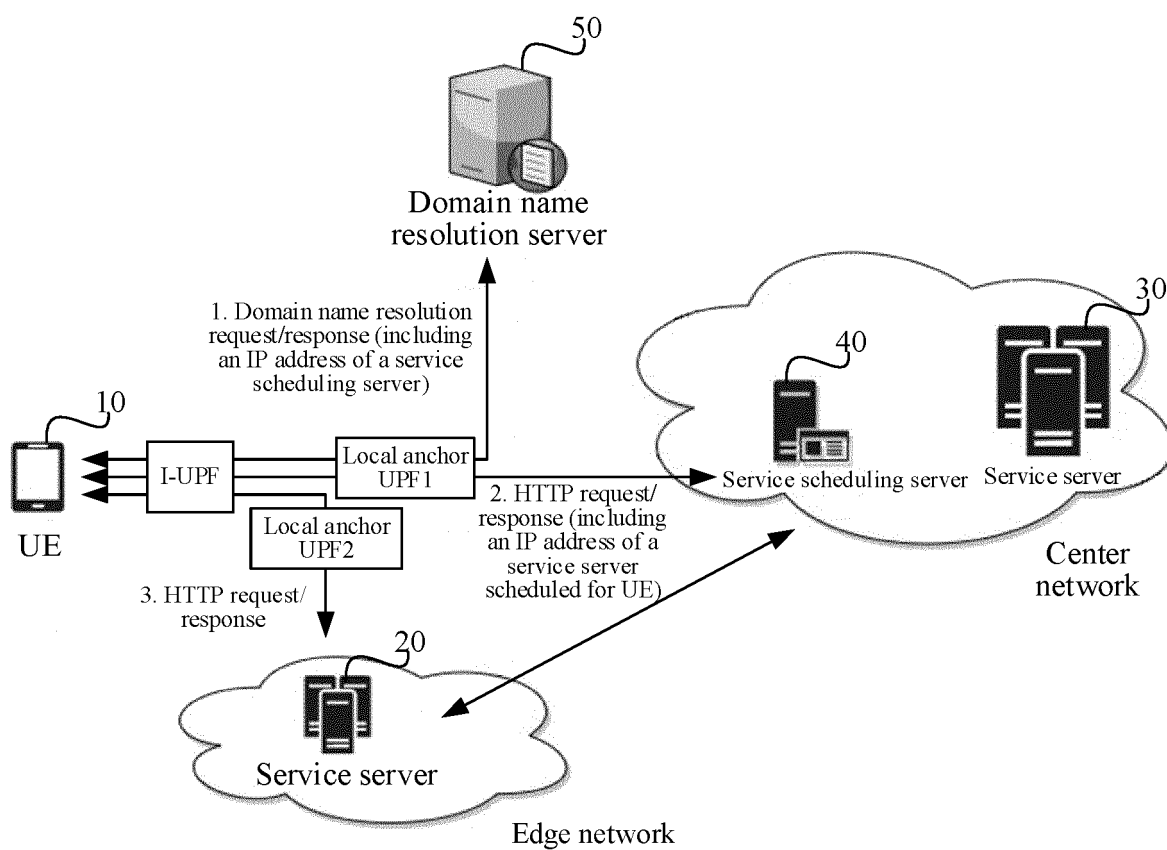 50
Domain name
resolution server
1. Domain name resolution
request/response (including
an IP address of a service
scheduling server)
30
40
10
I-UPF
Local anchor
UPF1
Service scheduling server
Service server
UE
Local anchor
UPF2
2. HTTP request/
response (including
an IP address of a
service server
scheduled for UE)
Center
network
3. HTTP request/
response
20
Service server
Edge network